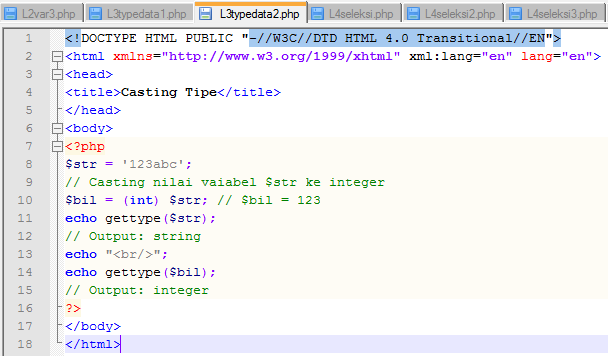 L2var3.php L3typedata1.php L3typedata2.php L4seleksi.php L4seleksi2.php L4seleksi3.php
1 <!DOCTYPE HTML PUBLIC "-//W3C//DTD HTML 4.0 Transitional//EN">
2 <html xmlns="http://www.w3.org/1999/xhtml" xml:lang="en" lang="en">
3 <head>
4 <title>Casting Tipe</title>
5 </head>
6 <body>
7 <?php
8 $str = '123abc';
9 // Casting nilai vaiabel $str ke integer
10 $bil = (int) $str; // $bil = 123
11 echo gettype($str);
12 // Output: string
13 echo "<br/>";
14 echo gettype($bil);
15 // Output: integer
16 ?>
17 </body>
18 </html>